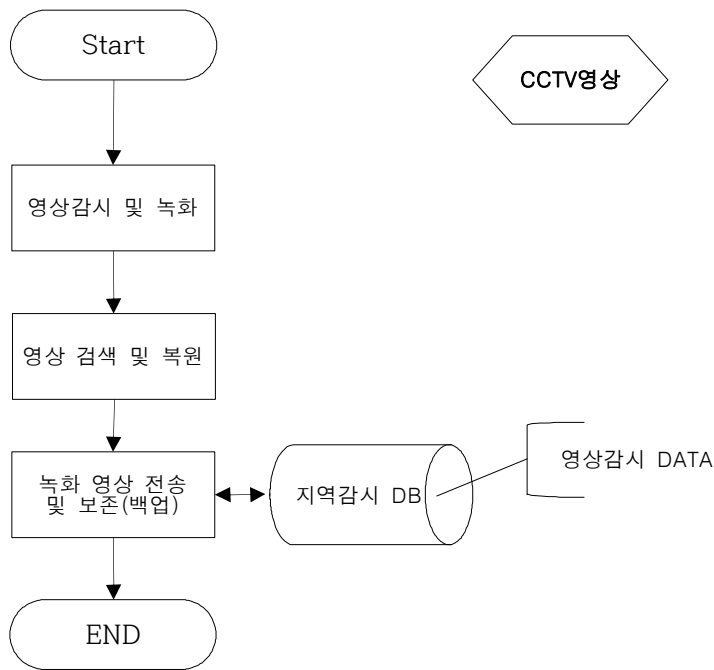 Start
CCTV영상
영상감시 및 녹화
영상 검색 및 복원
녹화 영상 전송
및 보존(백업)
지역감시 DB
영상감시 DATA
END